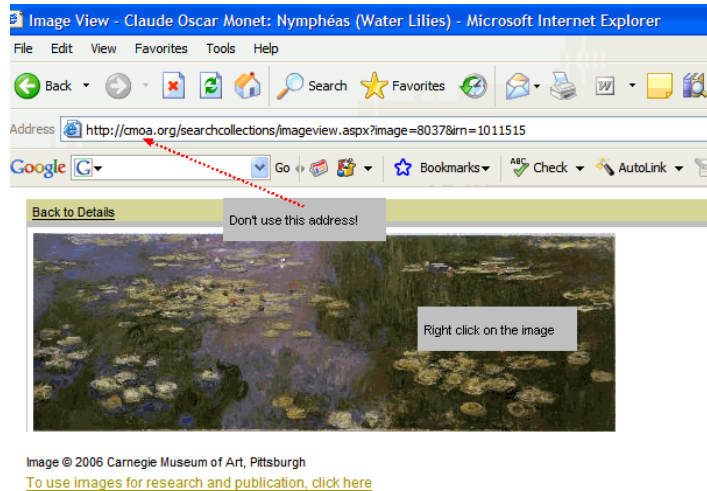 Image View - Claude Oscar Monet: Nymphéas (Water Lilies) - Microsoft Internet Explorer
File Edit View Favorites Tools Help
Back Search Favorites W
Address http://cmoa.org/searchcollections/imageview.aspx?image=8037&irn=1011515
Google G Go Bookmarks ABC Check AutoLink
Back to Details
Don't use this address!
Right click on the image
Image © 2006 Carnegie Museum of Art, Pittsburgh
To use images for research and publication, click here